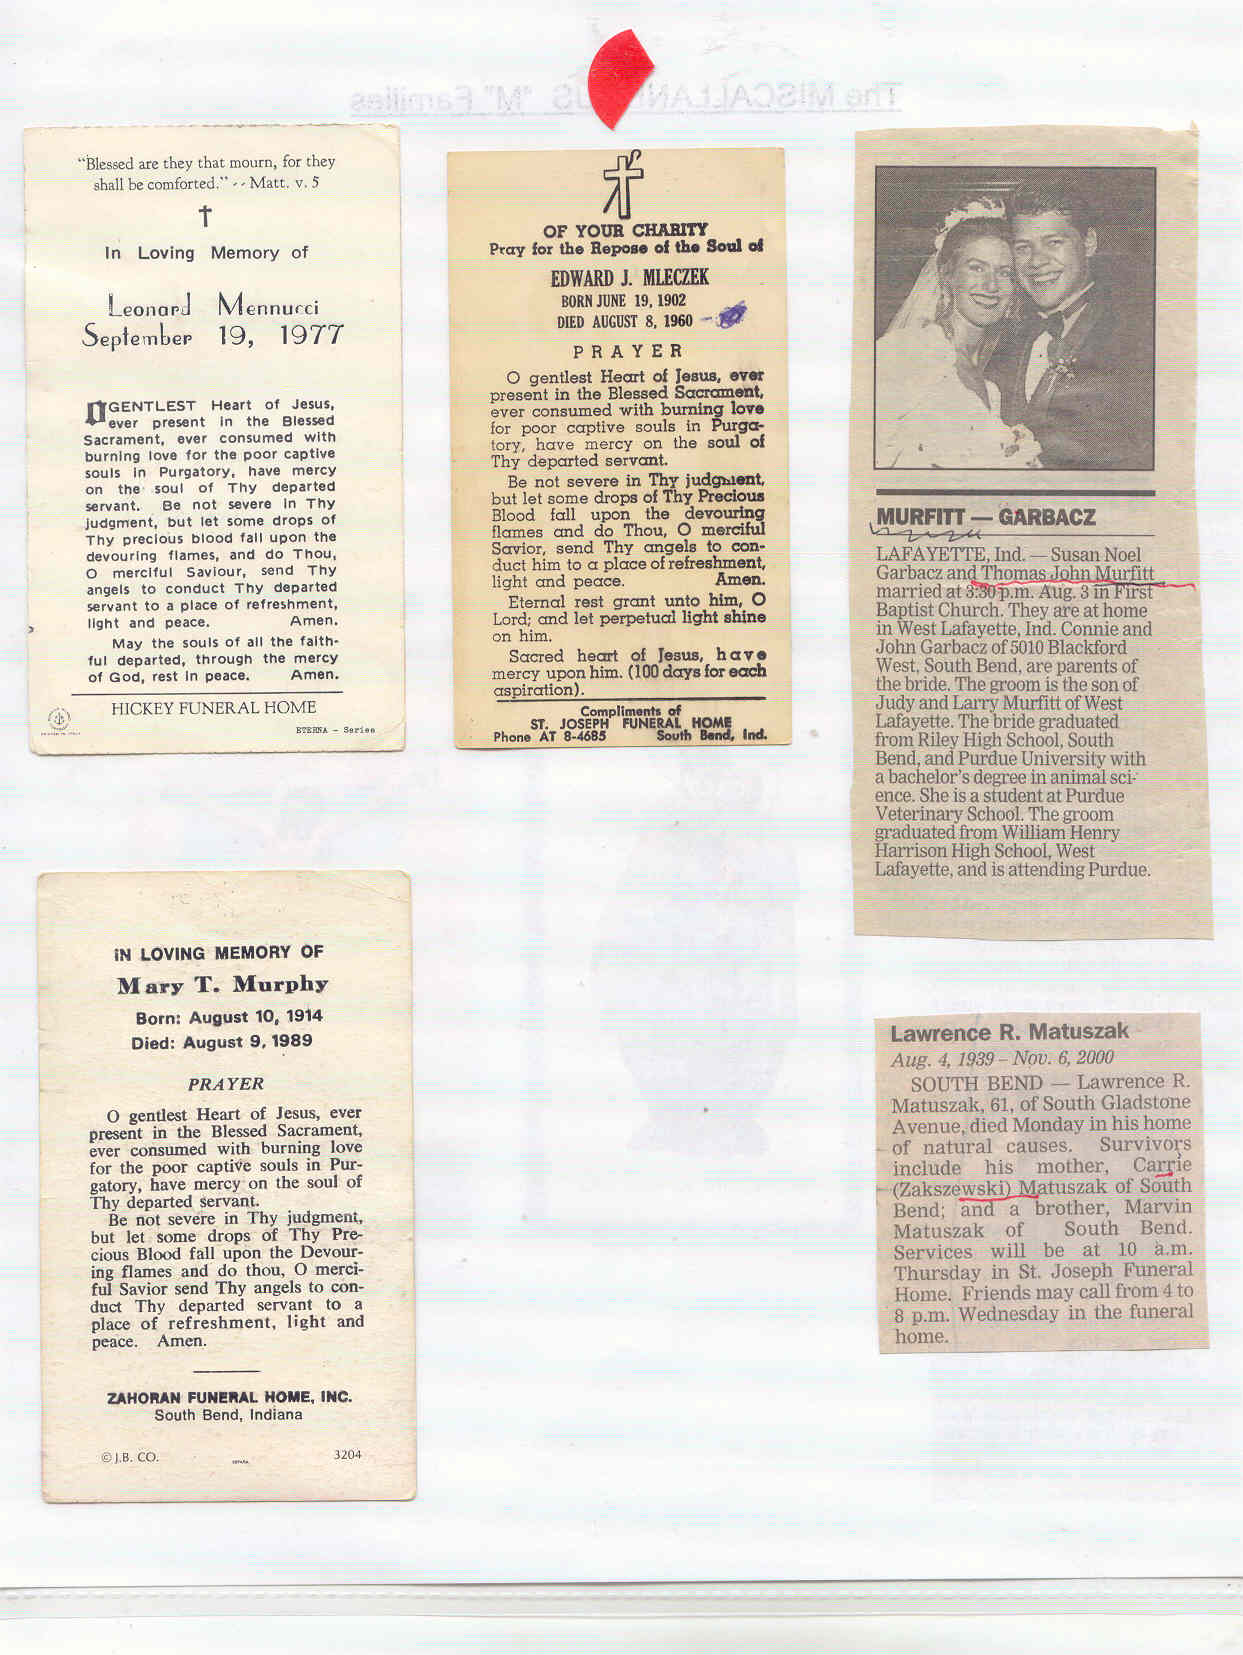 The MISCALLANEOUS "M" Families
"Blessed are they that mourn, for they
shall be comforted." -- Matt. v. 5
In Loving Memory of
Leonard Mennucci
September 19, 1977
O GENTLEST Heart of Jesus,
ever present in the Blessed
Sacrament, ever consumed with
burning love for the poor captive
souls in Purgatory, have mercy
on the soul of Thy departed
servant. Be not severe in Thy
judgment, but let some drops of
Thy precious blood fall upon the
devouring flames, and do Thou,
O merciful Saviour, send Thy
angels to conduct Thy departed
servant to a place of refreshment,
light and peace. Amen.
May the souls of all the faith-
ful departed, through the mercy
of God, rest in peace. Amen.
HICKEY FUNERAL HOME
PRINTED IN ITALY
ETERNA - Series
OF YOUR CHARITY
Pray for the Repose of the Soul of
EDWARD J. MLECZEK
BORN JUNE 19, 1902
DIED AUGUST 8, 1960
PRAYER
O gentlest Heart of Jesus, ever
present in the Blessed Sacrament,
ever consumed with burning love
for poor captive souls in Purga-
tory, have mercy on the soul of
Thy departed servant.
Be not severe in Thy judgment,
but let some drops of Thy Precious
Blood fall upon the devouring
flames and do Thou, O merciful
Savior, send Thy angels to con-
duct him to a place of refreshment,
light and peace. Amen.
Eternal rest grant unto him, O
Lord; and let perpetual light shine
on him.
Sacred heart of Jesus, have
mercy upon him. (100 days for each
aspiration).
Compliments of
ST. JOSEPH FUNERAL HOME
Phone AT 8-4685 South Bend, Ind.
MURFITT — GARBACZ
LAFAYETTE, Ind. — Susan Noel
Garbacz and Thomas John Murfitt
married at 3:30 p.m. Aug. 3 in First
Baptist Church. They are at home
in West Lafayette, Ind. Connie and
John Garbacz of 5010 Blackford
West, South Bend, are parents of
the bride. The groom is the son of
Judy and Larry Murfitt of West
Lafayette. The bride graduated
from Riley High School, South
Bend, and Purdue University with
a bachelor's degree in animal sci-
ence. She is a student at Purdue
Veterinary School. The groom
graduated from William Henry
Harrison High School, West
Lafayette, and is attending Purdue.
IN LOVING MEMORY OF
Mary T. Murphy
Born: August 10, 1914
Died: August 9, 1989
PRAYER
O gentlest Heart of Jesus, ever
present in the Blessed Sacrament,
ever consumed with burning love
for the poor captive souls in Pur-
gatory, have mercy on the soul of
Thy departed servant.
Be not severe in Thy judgment,
but let some drops of Thy Pre-
cious Blood fall upon the Devour-
ing flames and do thou, O merci-
ful Savior send Thy angels to con-
duct Thy departed servant to a
place of refreshment, light and
peace. Amen.
ZAHORAN FUNERAL HOME, INC.
South Bend, Indiana
© J.B. CO. 3204
Lawrence R. Matuszak
Aug. 4, 1939 – Nov. 6, 2000
SOUTH BEND — Lawrence R.
Matuszak, 61, of South Gladstone
Avenue, died Monday in his home
of natural causes. Survivors
include his mother, Carrie
(Zakszewski) Matuszak of South
Bend; and a brother, Marvin
Matuszak of South Bend.
Services will be at 10 a.m.
Thursday in St. Joseph Funeral
Home. Friends may call from 4 to
8 p.m. Wednesday in the funeral
home.